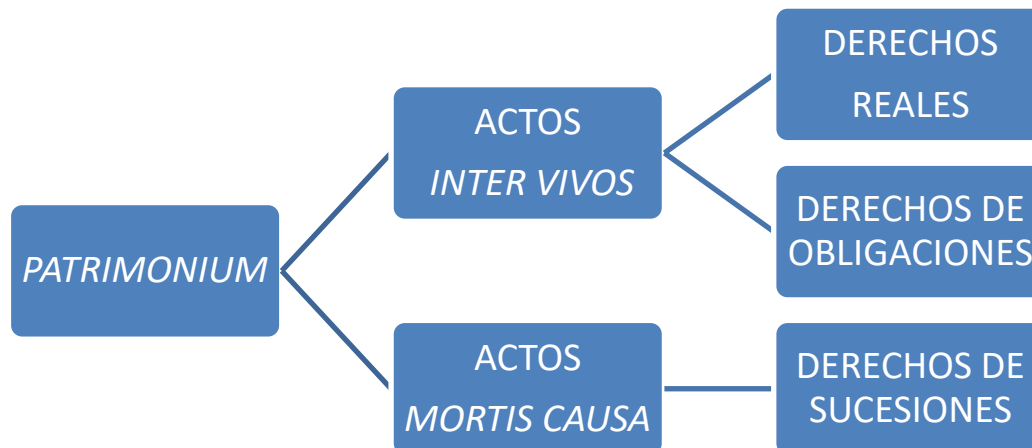 PATRIMONIUM
ACTOS
INTER VIVOS
ACTOS
MORTIS CAUSA
DERECHOS
REALES
DERECHOS DE
OBLIGACIONES
DERECHOS DE
SUCESIONES